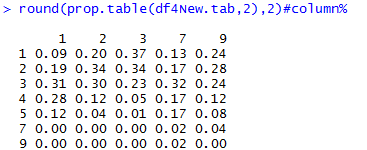 > round(prop.table(df4New.tab,2),2)#column%
1 2 3 7 9
1 0.09 0.20 0.37 0.13 0.24
2 0.19 0.34 0.34 0.17 0.28
3 0.31 0.30 0.23 0.32 0.24
4 0.28 0.12 0.05 0.17 0.12
5 0.12 0.04 0.01 0.17 0.08
7 0.00 0.00 0.00 0.02 0.04
9 0.00 0.00 0.00 0.02 0.00